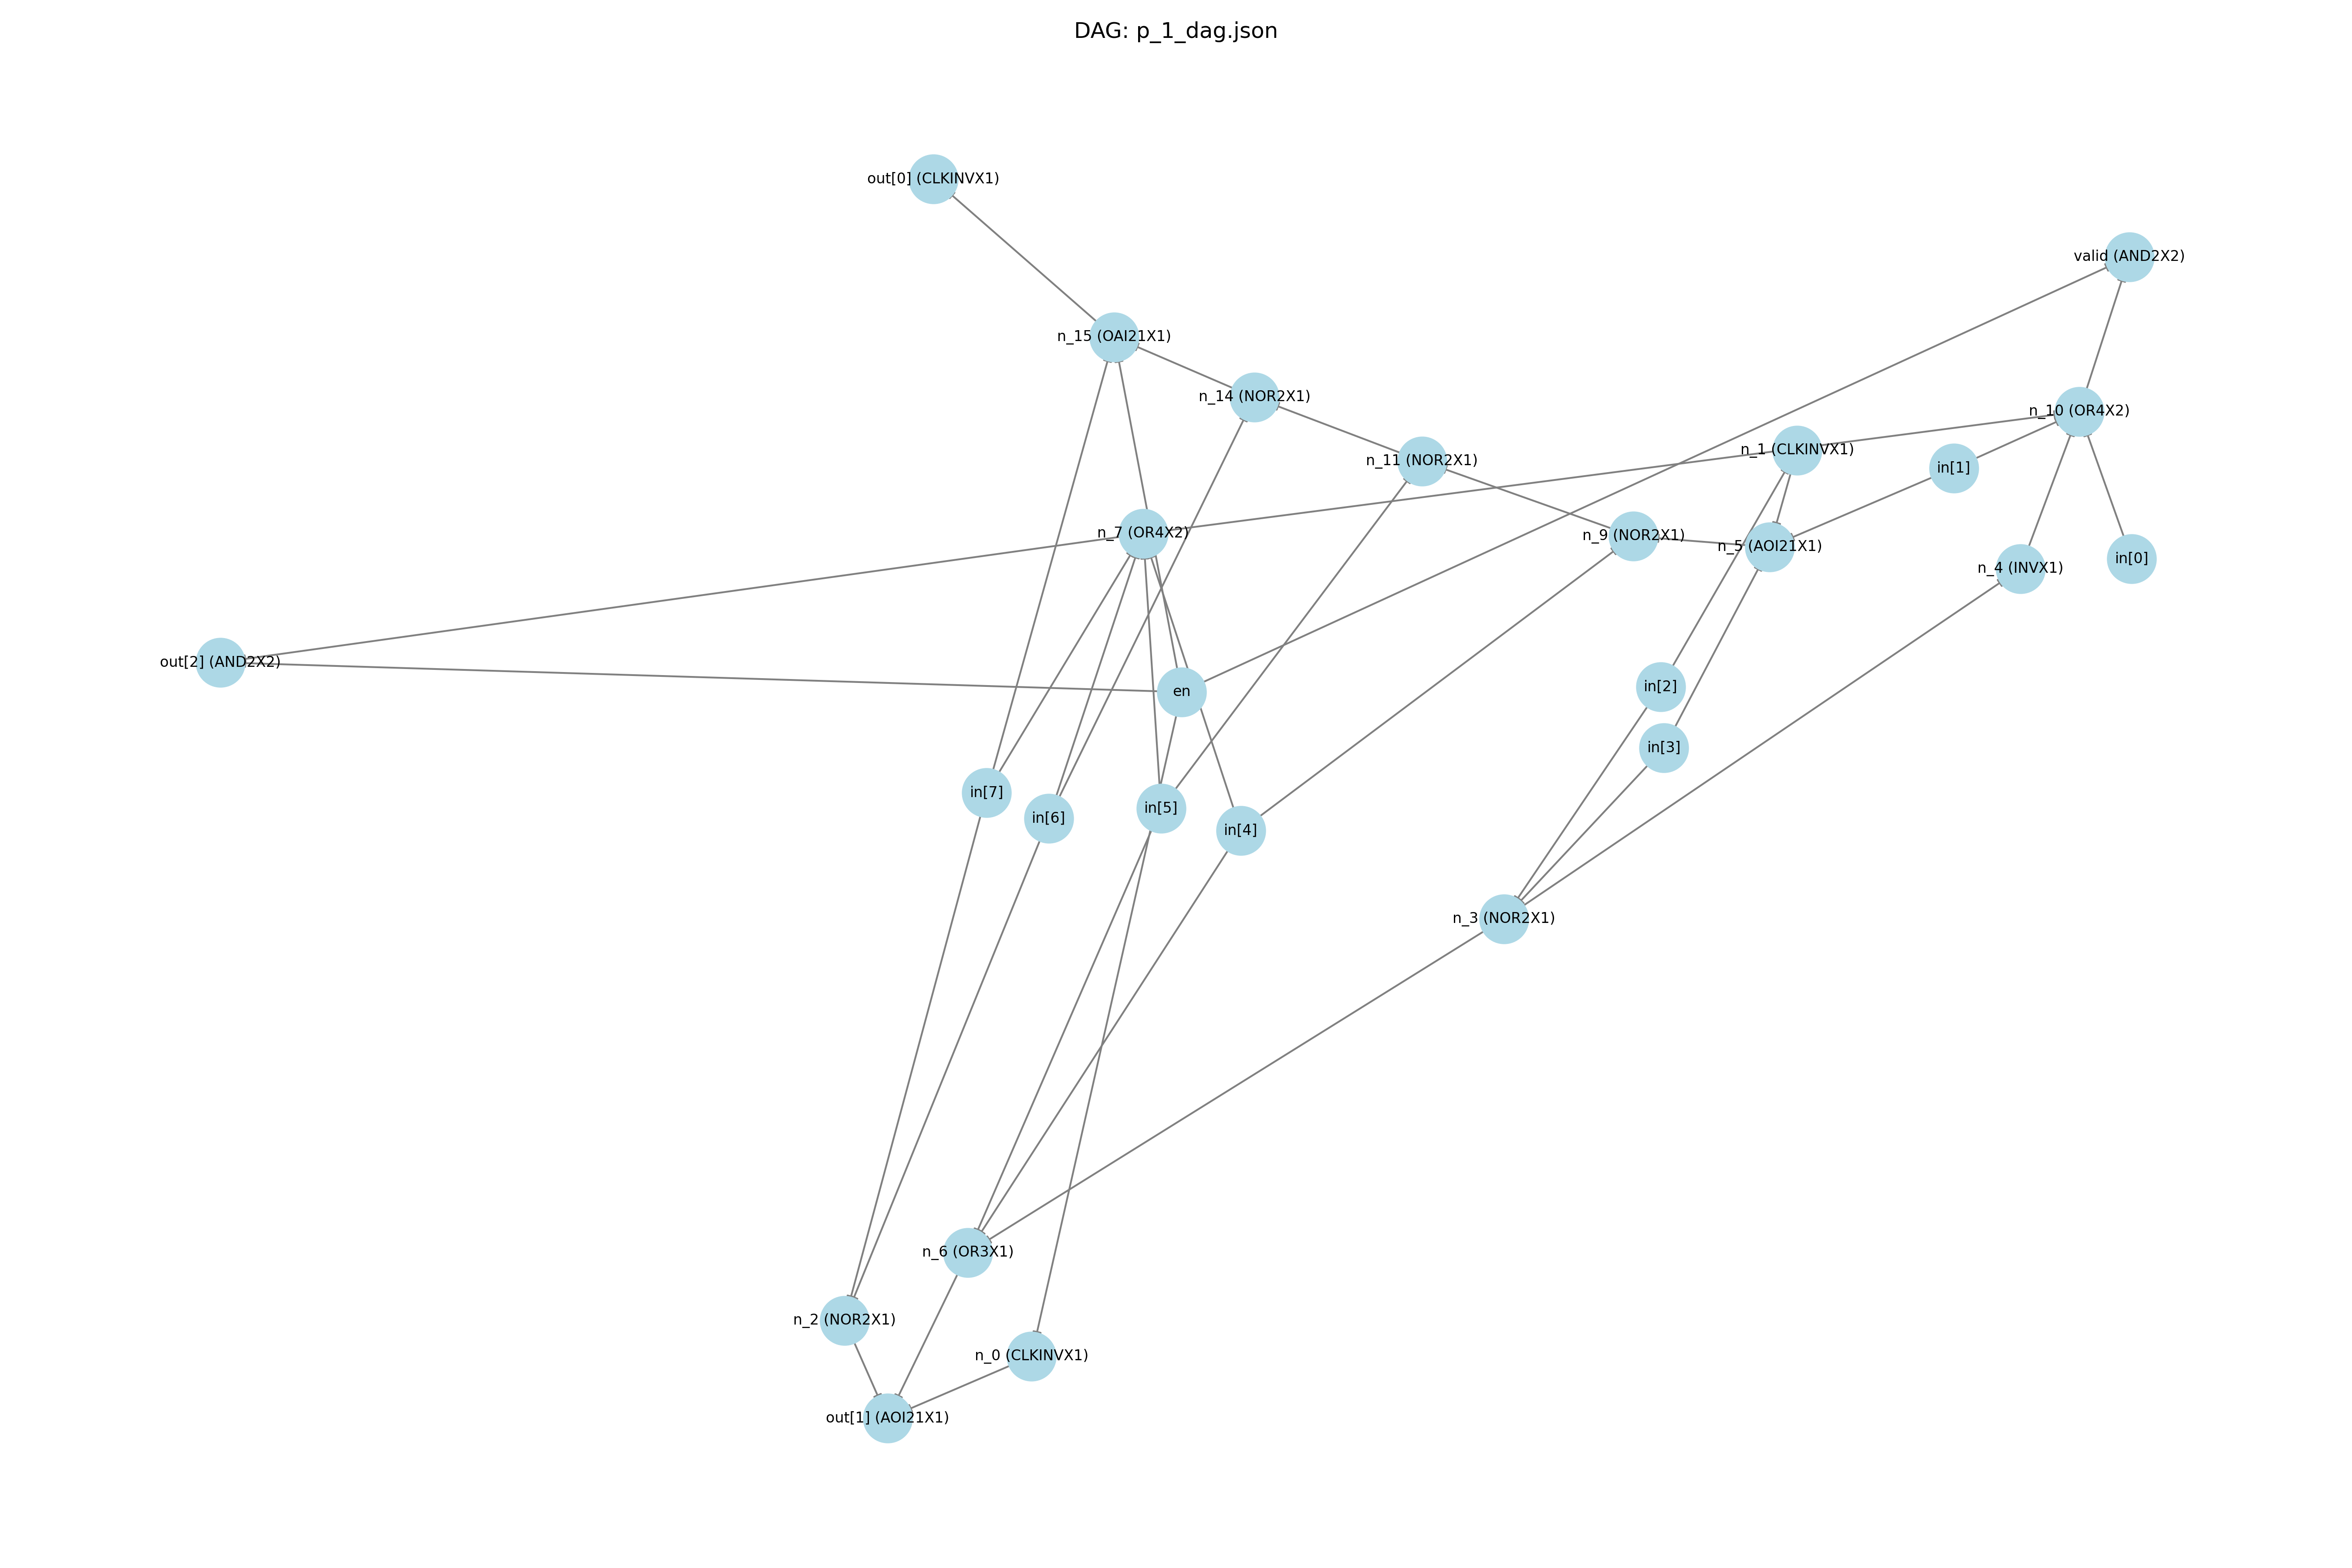 DAG: p_1_dag.json
out[0] (CLKINVX1)
valid (AND2X2)
n_15 (OAI21X1)
n_14 (NOR2X1)
n_10 (OR4X2)
n_1 (CLKINVX1)
n_11 (NOR2X1)
in[1]
n_7 (OR4X2)
n_9 (NOR2X1)
n_5 (AOI21X1)
in[0]
n_4 (INVX1)
out[2] (AND2X2)
in[2]
en
in[3]
in[7]
in[5]
in[6]
in[4]
n_3 (NOR2X1)
n_6 (OR3X1)
n_2 (NOR2X1)
n_0 (CLKINVX1)
out[1] (AOI21X1)